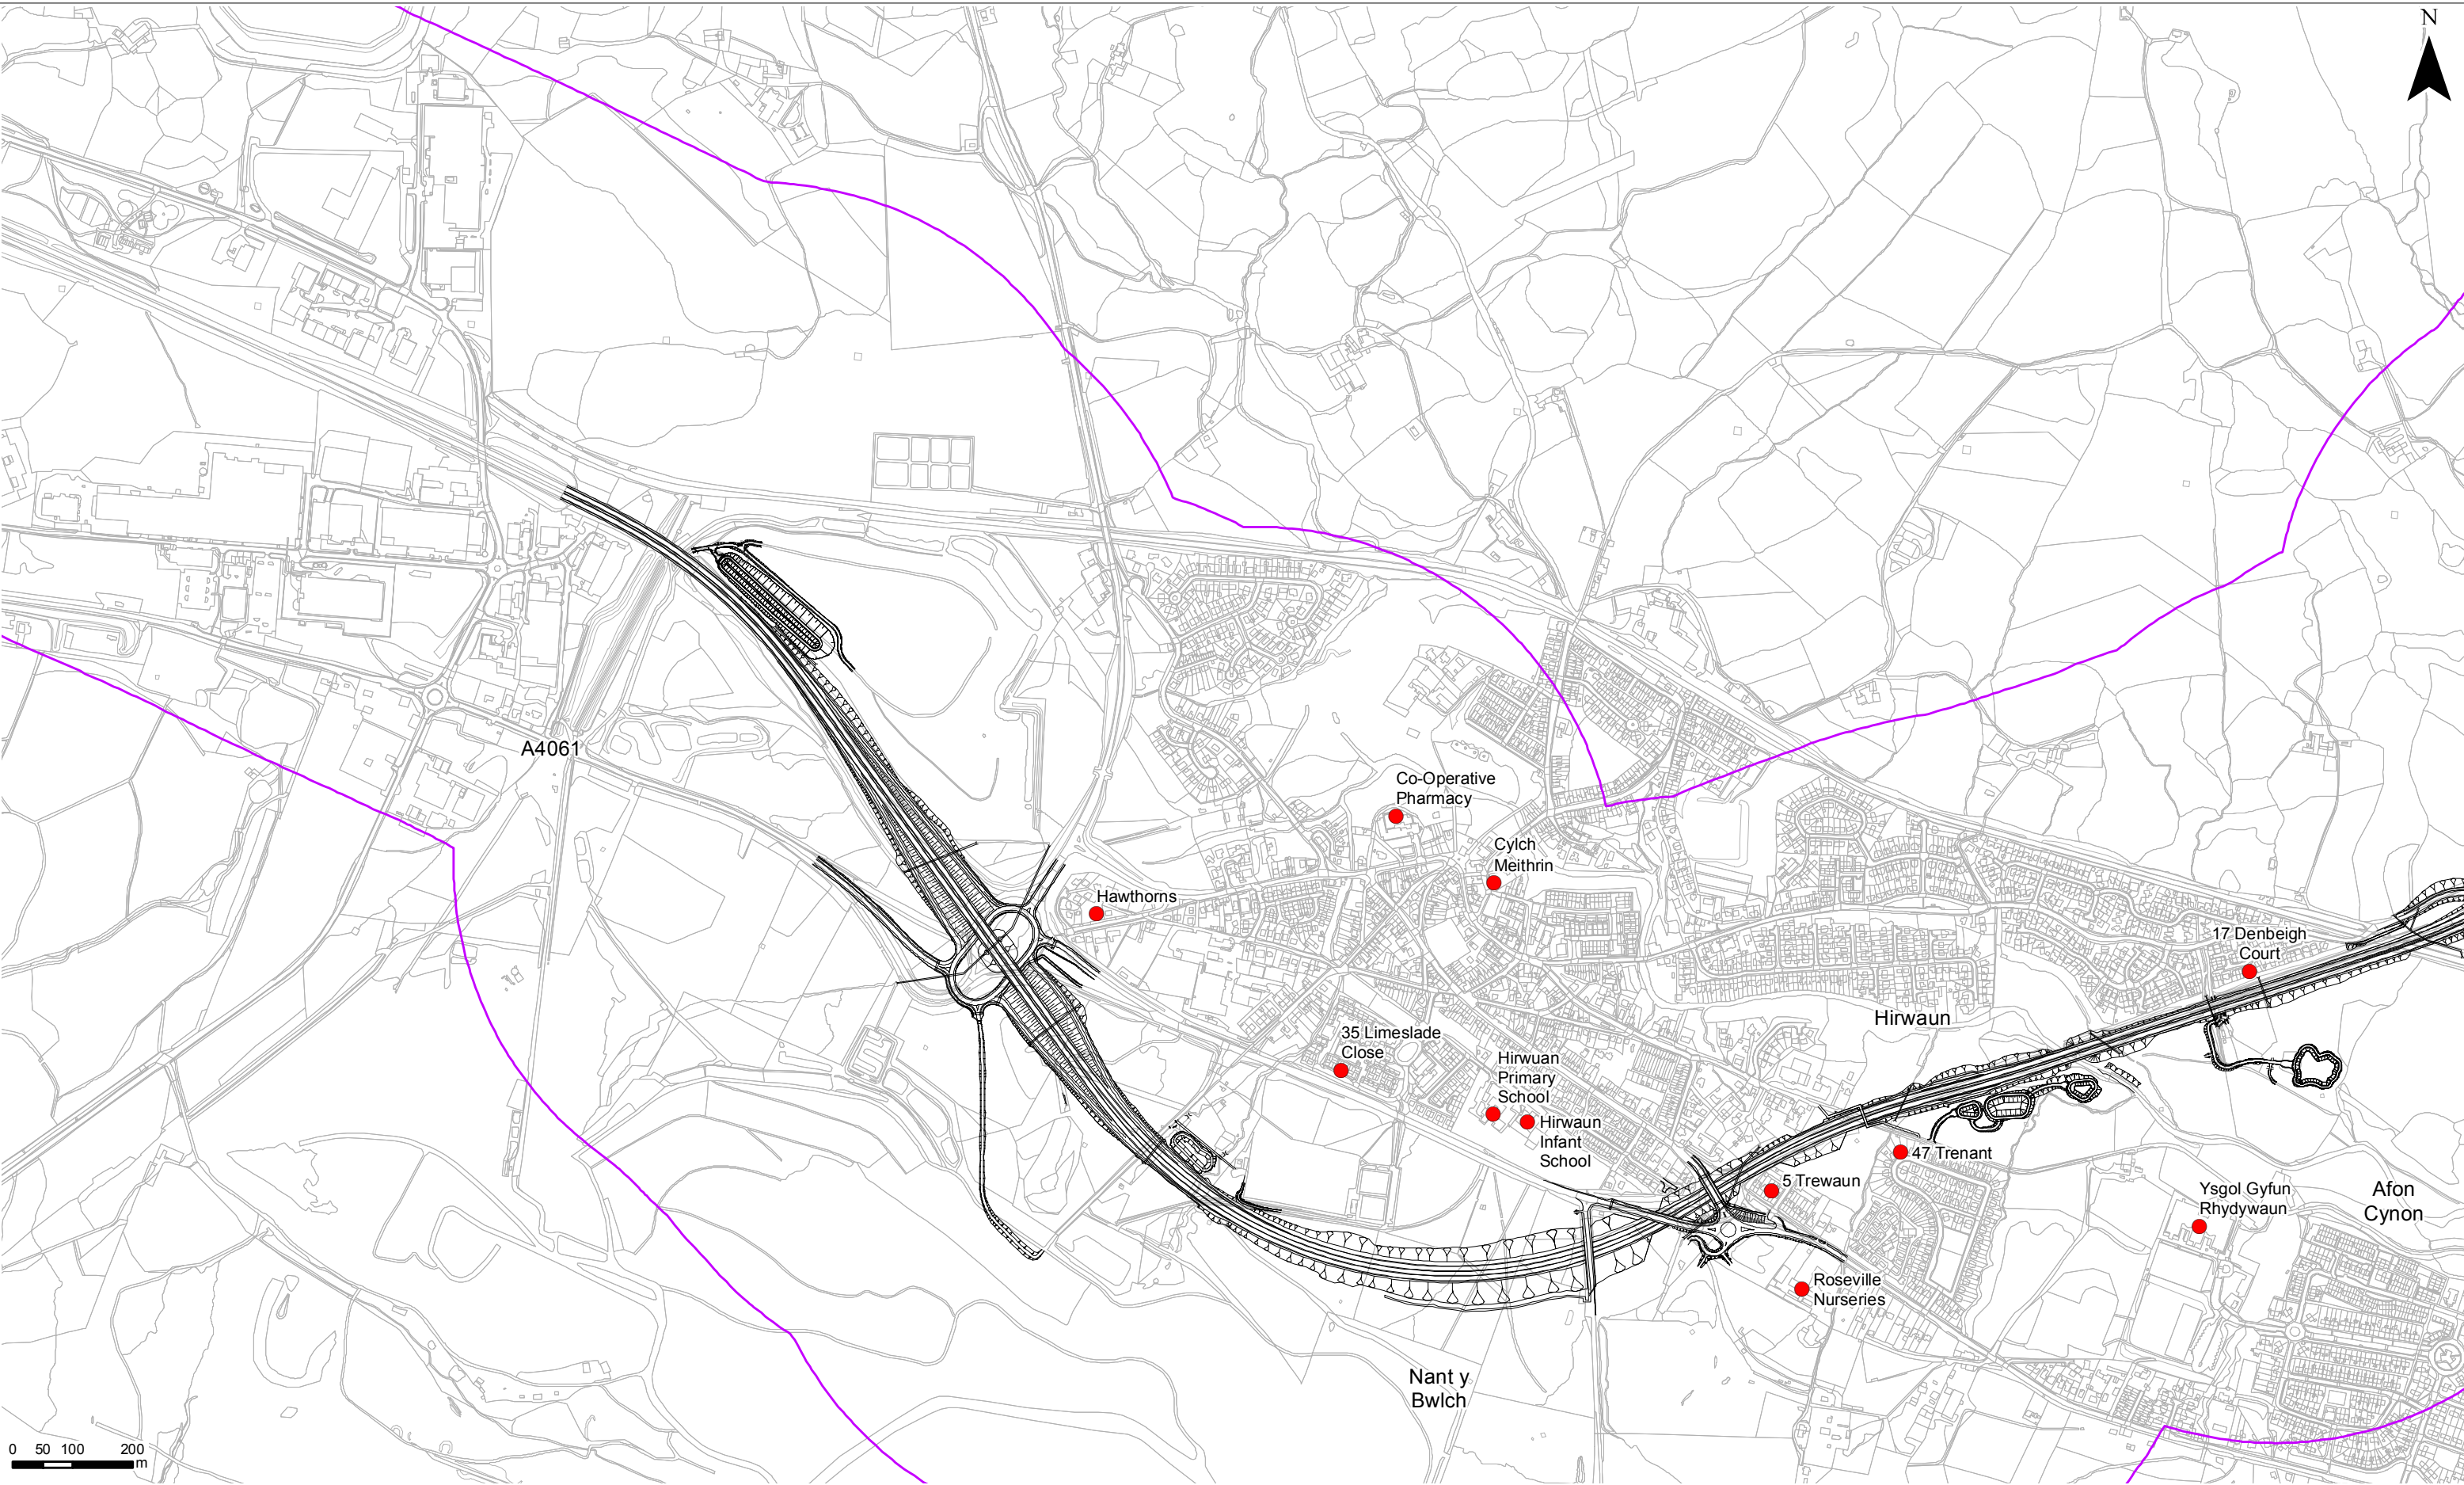 N
A4061
Co-Operative
Pharmacy
Cylch
Meithrin
Hawthorns
17 Denbeigh
Court
Hirwaun
35 Limeslade
Close
Hirwuan
Primary
School
Hirwaun
Infant
School
47 Trenant
5 Trewaun
Ysgol Gyfun
Rhydywaun
Afon
Cynon
Roseville
Nurseries
Nant y
Bwlch
0 50 100 200
m